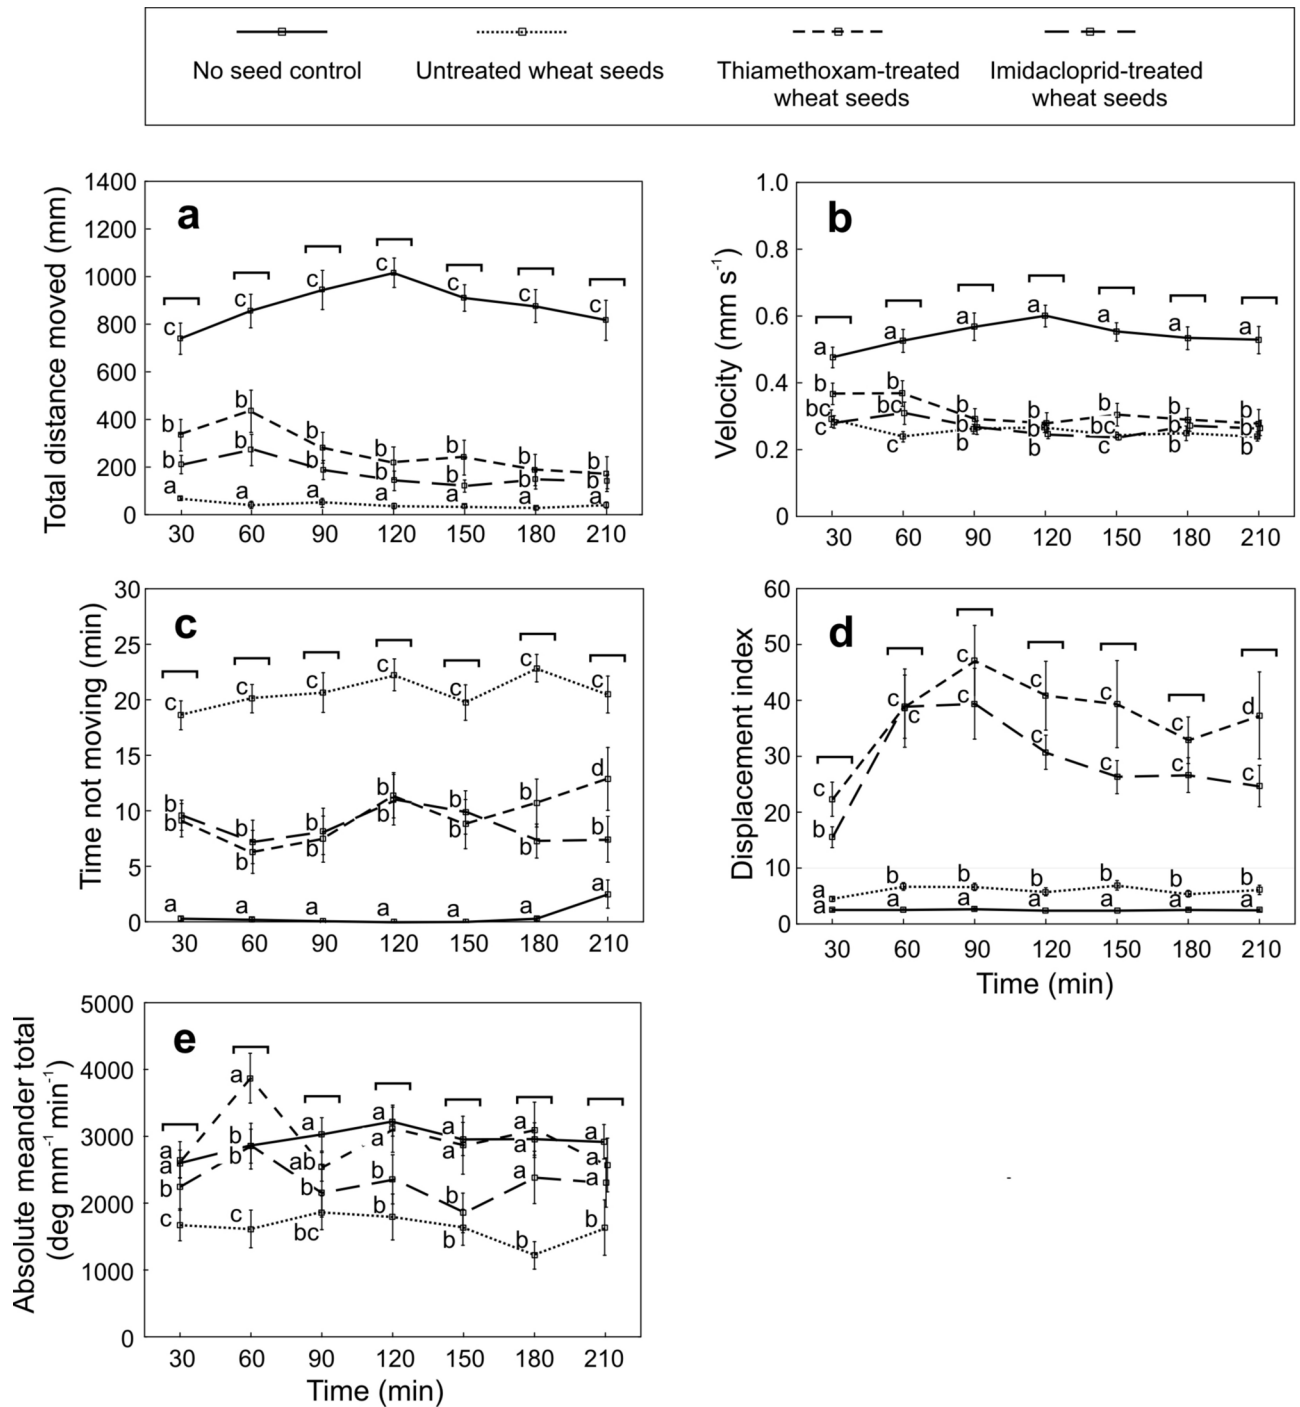 No seed control
Untreated wheat seeds
Thiamethoxam-treated
wheat seeds
Imidacloprid-treated
wheat seeds
Total distance moved (mm)
1400
1200
1000
800
600
400
200
0
a
c c c c c c c
b b b b b b b
b b b b b b b
a a a a a a a
30 60 90 120 150 180 210
Velocity (mm s-1)
1.0
0.8
0.6
0.4
0.2
0
b
a a a a a a a
b b b b b b b
bc bc b b bc b b
c c b b c b b
30 60 90 120 150 180 210
Time not moving (min)
30
25
20
15
10
5
0
c
c c c c c c c
b b b b b b d
b b b b b b b
a a a a a a a
30 60 90 120 150 180 210
Displacement index
60
50
40
30
20
10
0
d
c c c c c c d
b c c c c c c
a b b b b b b
a a a a a a a
30 60 90 120 150 180 210
Time (min)
Absolute meander total
(deg mm-1 min-1)
5000
4000
3000
2000
1000
0
e
a a a a a a a
a b ab a a a a
b b b b b a a
c c bc b b b b
30 60 90 120 150 180 210
Time (min)